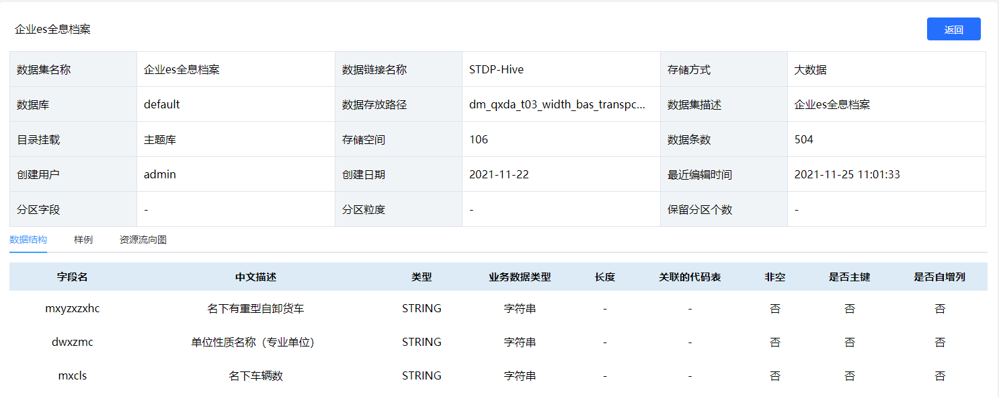 企业es全息档案 返回
数据集名称 企业es全息档案 数据链接名称 STDP-Hive 存储方式 大数据
数据库 default 数据存放路径 dm_qxda_t03_width_bas_transpc... 数据集描述 企业es全息档案
目录挂载 主题库 存储空间 106 数据条数 504
创建用户 admin 创建日期 2021-11-22 最近编辑时间 2021-11-25 11:01:33
分区字段 - 分区粒度 - 保留分区个数 -
数据结构 样例 资源流向图
字段名 中文描述 类型 业务数据类型 长度 关联的代码表 非空 是否主键 是否自增列
mxyzxzxhc 名下有重型自卸货车 STRING 字符串 - - 否 否 否
dwxzmc 单位性质名称（专业单位） STRING 字符串 - - 否 否 否
mxcls 名下车辆数 STRING 字符串 - - 否 否 否